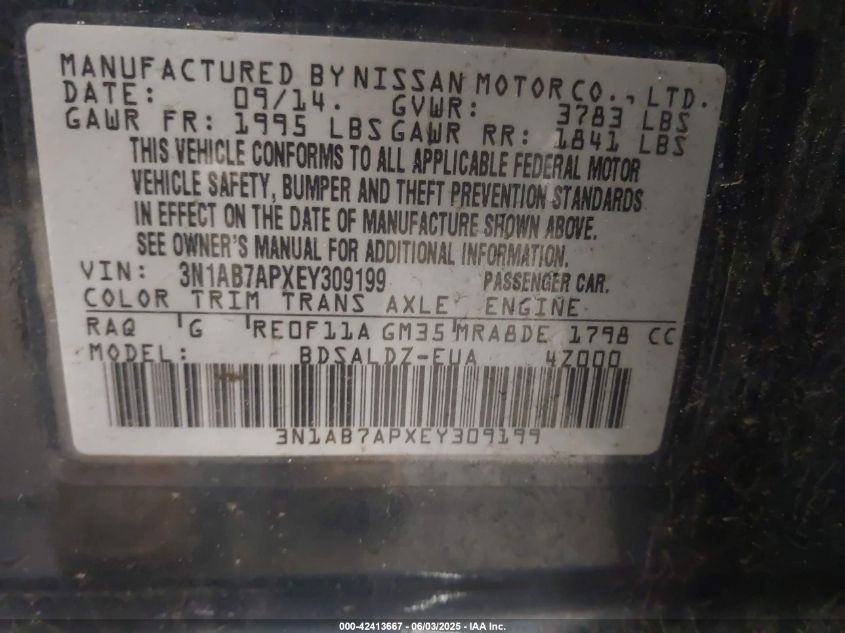 MANUFACTURED BY NISSAN MOTOR CO., LTD.
DATE: 09/14. GVWR: 3783 LBS
GAWR FR: 1995 LBS GAWR RR: 1841 LBS
THIS VEHICLE CONFORMS TO ALL APPLICABLE FEDERAL MOTOR
VEHICLE SAFETY, BUMPER AND THEFT PREVENTION STANDARDS
IN EFFECT ON THE DATE OF MANUFACTURE SHOWN ABOVE.
SEE OWNER'S MANUAL FOR ADDITIONAL INFORMATION.
VIN: 3N1AB7APXEY309199 PASSENGER CAR.
COLOR TRIM TRANS AXLE ENGINE
RAQ G RE0F11A GM35 MRA8DE 1798 CC
MODEL: BDSALDZ-EUA 4Z000
3N1AB7APXEY309199
000-42413667 - 06/03/2025 - IAA Inc.